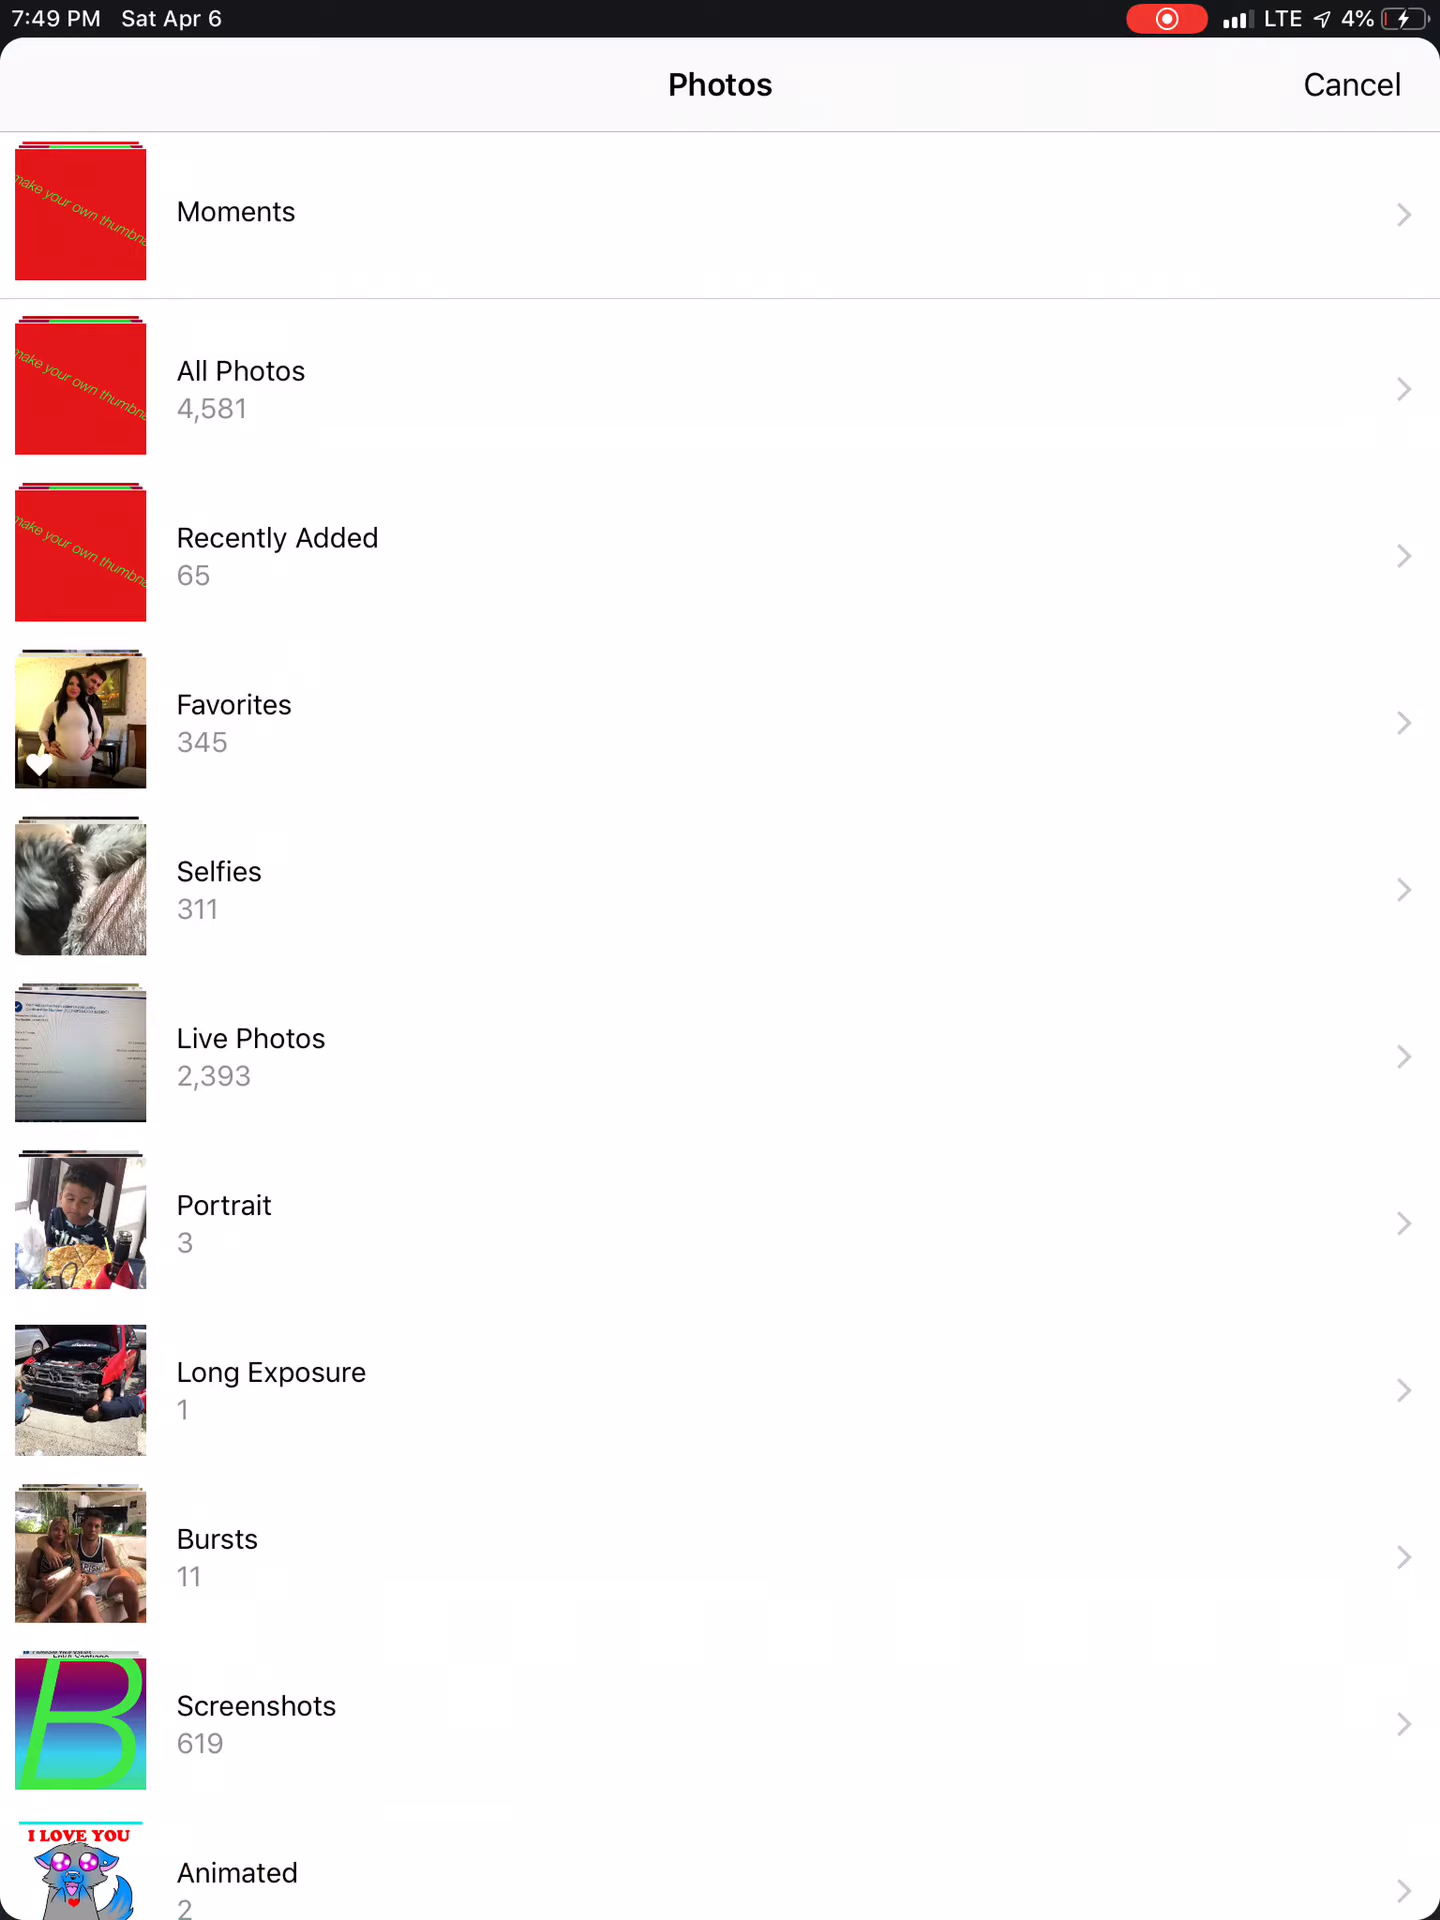 7:49 PM Sat Apr 6 LTE 4%
Photos Cancel
make your own thumbn
Moments
make your own thumbn
All Photos
4,581
make your own thumbn
Recently Added
65
Favorites
345
Selfies
311
Live Photos
2,393
Portrait
3
Long Exposure
1
Bursts
11
B
Screenshots
619
I LOVE YOU
Animated
2